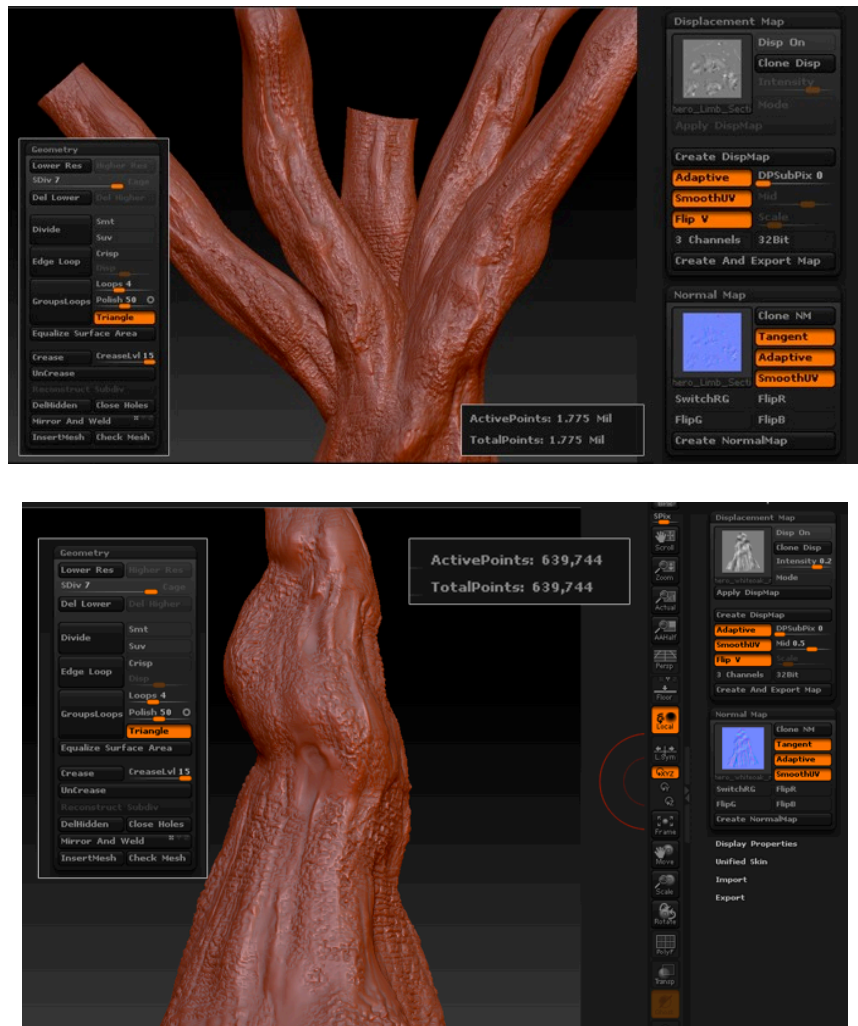 Geometry
Lower Res Higher Res
SDiv 7 Cage
Del Lower Del Higher
Divide
Smt
Suv
Edge Loop
Crisp
Disp
GroupsLoops
Loops 4
Polish 50
Triangle
Equalize Surface Area
Crease CreaseLvl 15
UnCrease
Reconstruct Subdiv
DelHidden Close Holes
Mirror And Weld
InsertMesh Check Mesh
ActivePoints: 1.775 Mil
TotalPoints: 1.775 Mil
Displacement Map
Disp On
Clone Disp
Intensity
Mode
hero_Limb_Secti
Apply DispMap
Create DispMap
Adaptive DPSubPix 0
SmoothUV Mid
Flip V Scale
3 Channels 32Bit
Create And Export Map
Normal Map
Clone NM
Tangent
Adaptive
SmoothUV
hero_Limb_Secti
SwitchRG FlipR
FlipG FlipB
Create NormalMap
Geometry
Lower Res Higher Res
SDiv 7 Cage
Del Lower Del Higher
Divide
Smt
Suv
Edge Loop
Crisp
Disp
GroupsLoops
Loops 4
Polish 50
Triangle
Equalize Surface Area
Crease CreaseLvl 15
UnCrease
Reconstruct Subdiv
DelHidden Close Holes
Mirror And Weld
InsertMesh Check Mesh
ActivePoints: 639,744
TotalPoints: 639,744
SPix
Scroll
Zoom
Actual
AAHalf
Persp
Floor
Local
L.Sym
XYZ
Frame
Move
Scale
Rotate
PolyF
Transp
Displacement Map
Disp On
Clone Disp
Intensity 0.2
Mode
Apply DispMap
Create DispMap
Adaptive DPSubPix 0
SmoothUV Mid 0.5
Flip V Scale
3 Channels 32Bit
Create And Export Map
Normal Map
Clone NM
Tangent
Adaptive
SmoothUV
SwitchRG FlipR
FlipG FlipB
Create NormalMap
Display Properties
Unified Skin
Import
Export